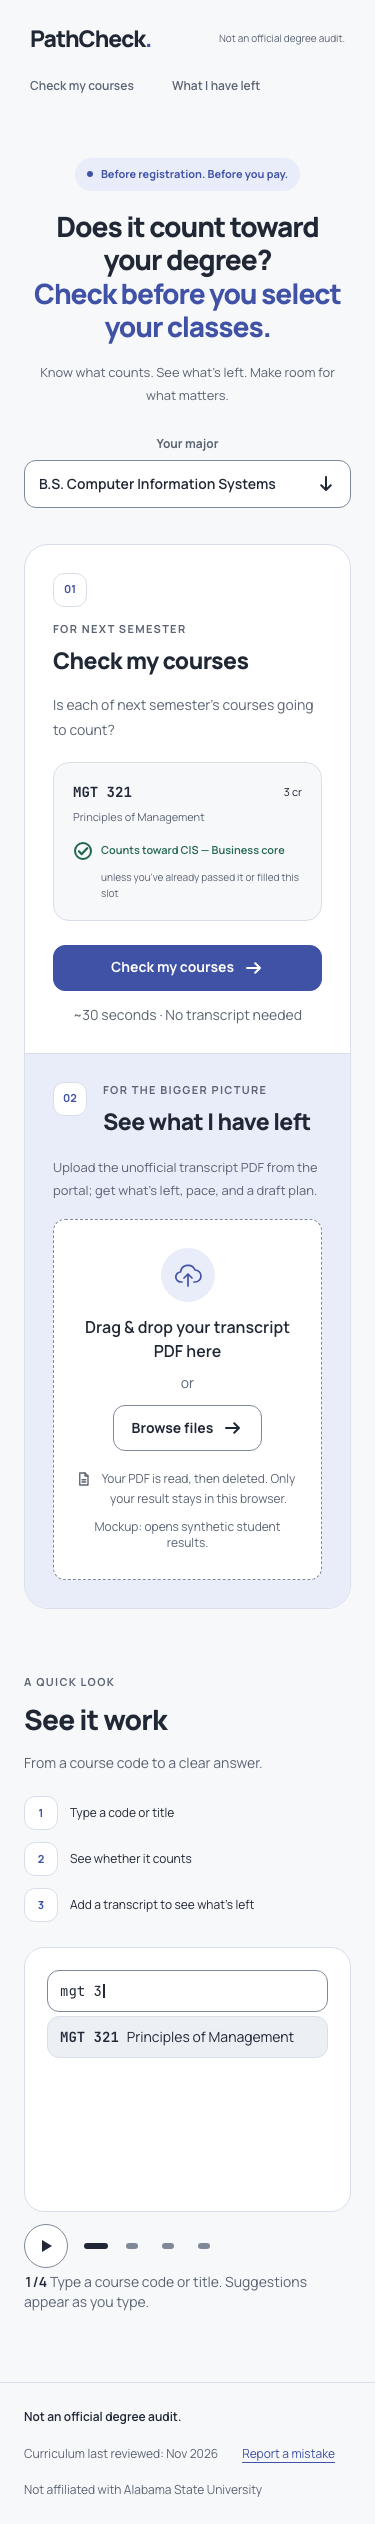 PathCheck.
Not an official degree audit.
Check my courses
What I have left
Before registration. Before you pay.
Does it count toward
your degree?
Check before you select
your classes.
Know what counts. See what's left. Make room for
what matters.
Your major
B.S. Computer Information Systems
01
FOR NEXT SEMESTER
Check my courses
Is each of next semester's courses going
to count?
MGT 321
3 cr
Principles of Management
Counts toward CIS — Business core
unless you've already passed it or filled this
slot
Check my courses
~30 seconds · No transcript needed
02
FOR THE BIGGER PICTURE
See what I have left
Upload the unofficial transcript PDF from the
portal; get what's left, pace, and a draft plan.
Drag & drop your transcript
PDF here
or
Browse files
Your PDF is read, then deleted. Only
your result stays in this browser.
Mockup: opens synthetic student
results.
A QUICK LOOK
See it work
From a course code to a clear answer.
1
Type a code or title
2
See whether it counts
3
Add a transcript to see what's left
mgt 3
MGT 321 Principles of Management
1/4 Type a course code or title. Suggestions
appear as you type.
Not an official degree audit.
Curriculum last reviewed: Nov 2026
Report a mistake
Not affiliated with Alabama State University